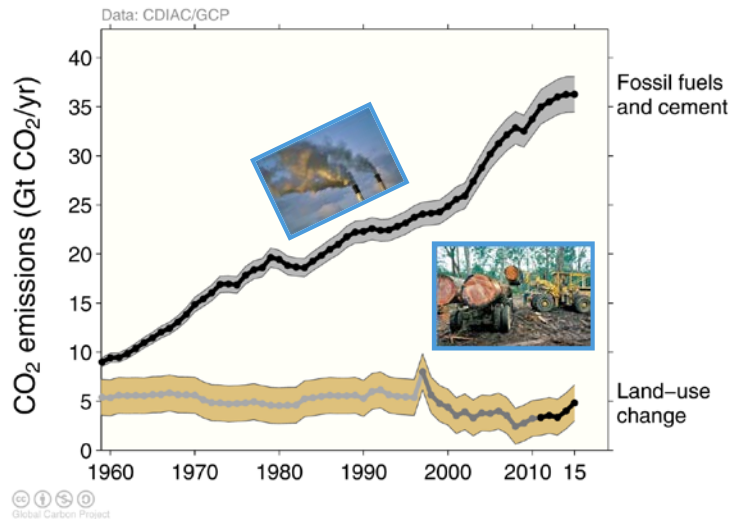 Data: CDIAC/GCP
CO₂ emissions (Gt CO₂/yr)
40
35
30
25
20
15
10
5
0
Fossil fuels
and cement
Land−use
change
1960
1970
1980
1990
2000
2010
15
cc
Global Carbon Project